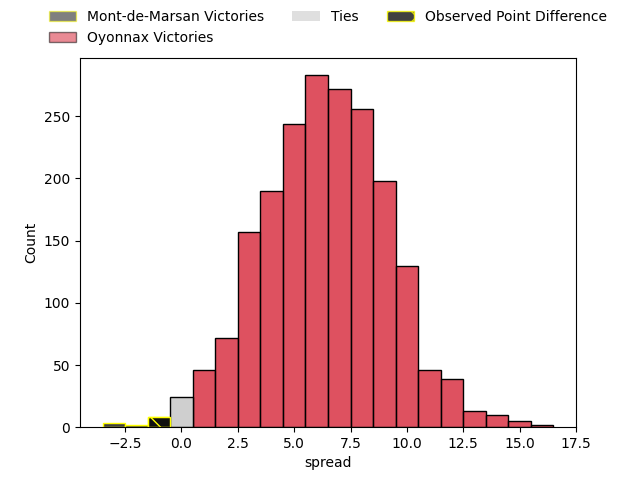 Mont-de-Marsan Victories Ties Observed Point Difference
Oyonnax Victories
250
200
150
100
50
0
Count
−2.5 0.0 2.5 5.0 7.5 10.0 12.5 15.0 17.5
spread